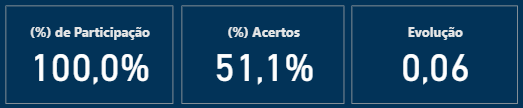 (%) de Participação
100,0%
(%) Acertos
51,1%
Evolução
0,06